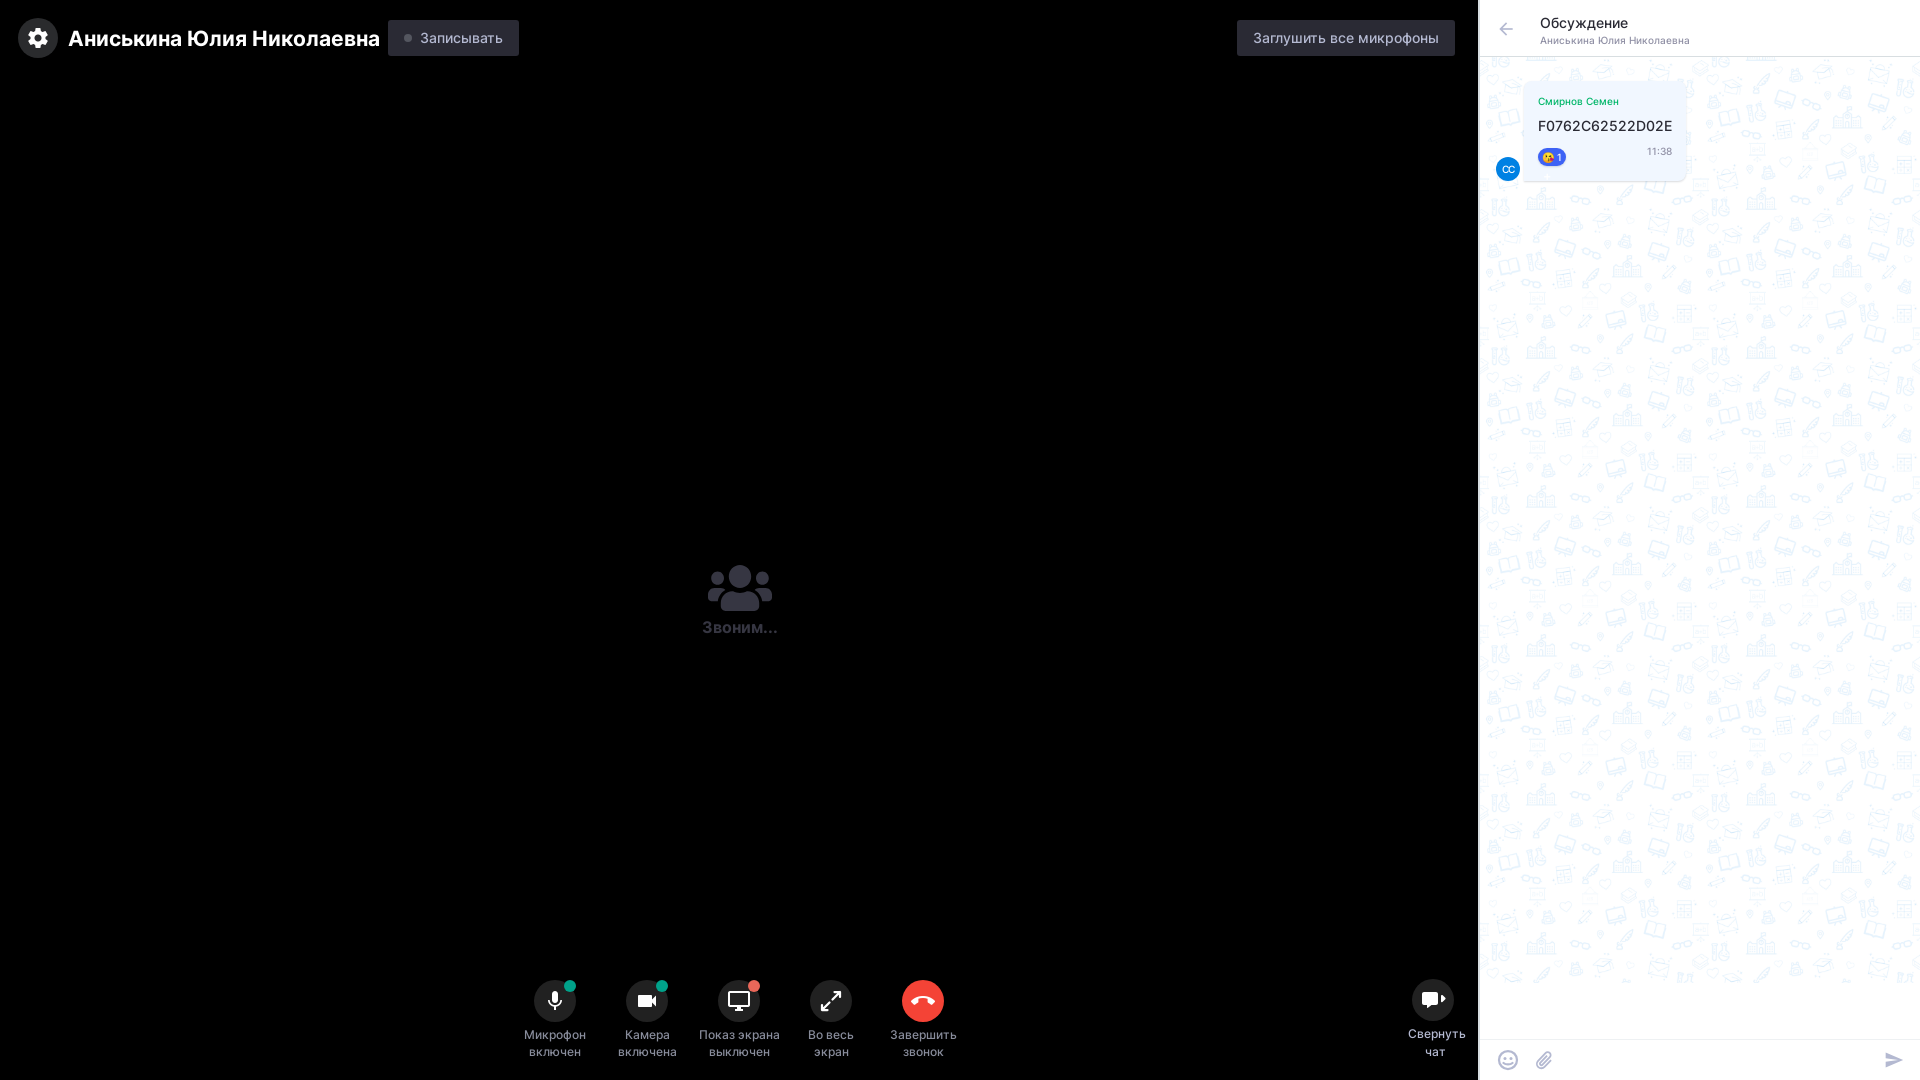 Аниськина Юлия Николаевна
Записывать
Заглушить все микрофоны
Обсуждение
Аниськина Юлия Николаевна
Смирнов Семен
F0762C62522D02E
1
11:38
СС
Звоним...
Микрофон
включен
Камера
включена
Показ экрана
выключен
Во весь
экран
Завершить
звонок
Свернуть
чат